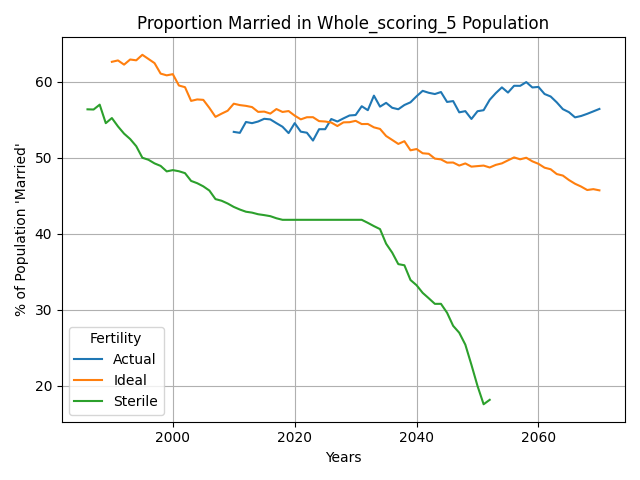 Proportion Married in Whole_scoring_5 Population
% of Population 'Married'
60
50
40
30
20
Fertility
Actual
Ideal
Sterile
2000 2020 2040 2060
Years